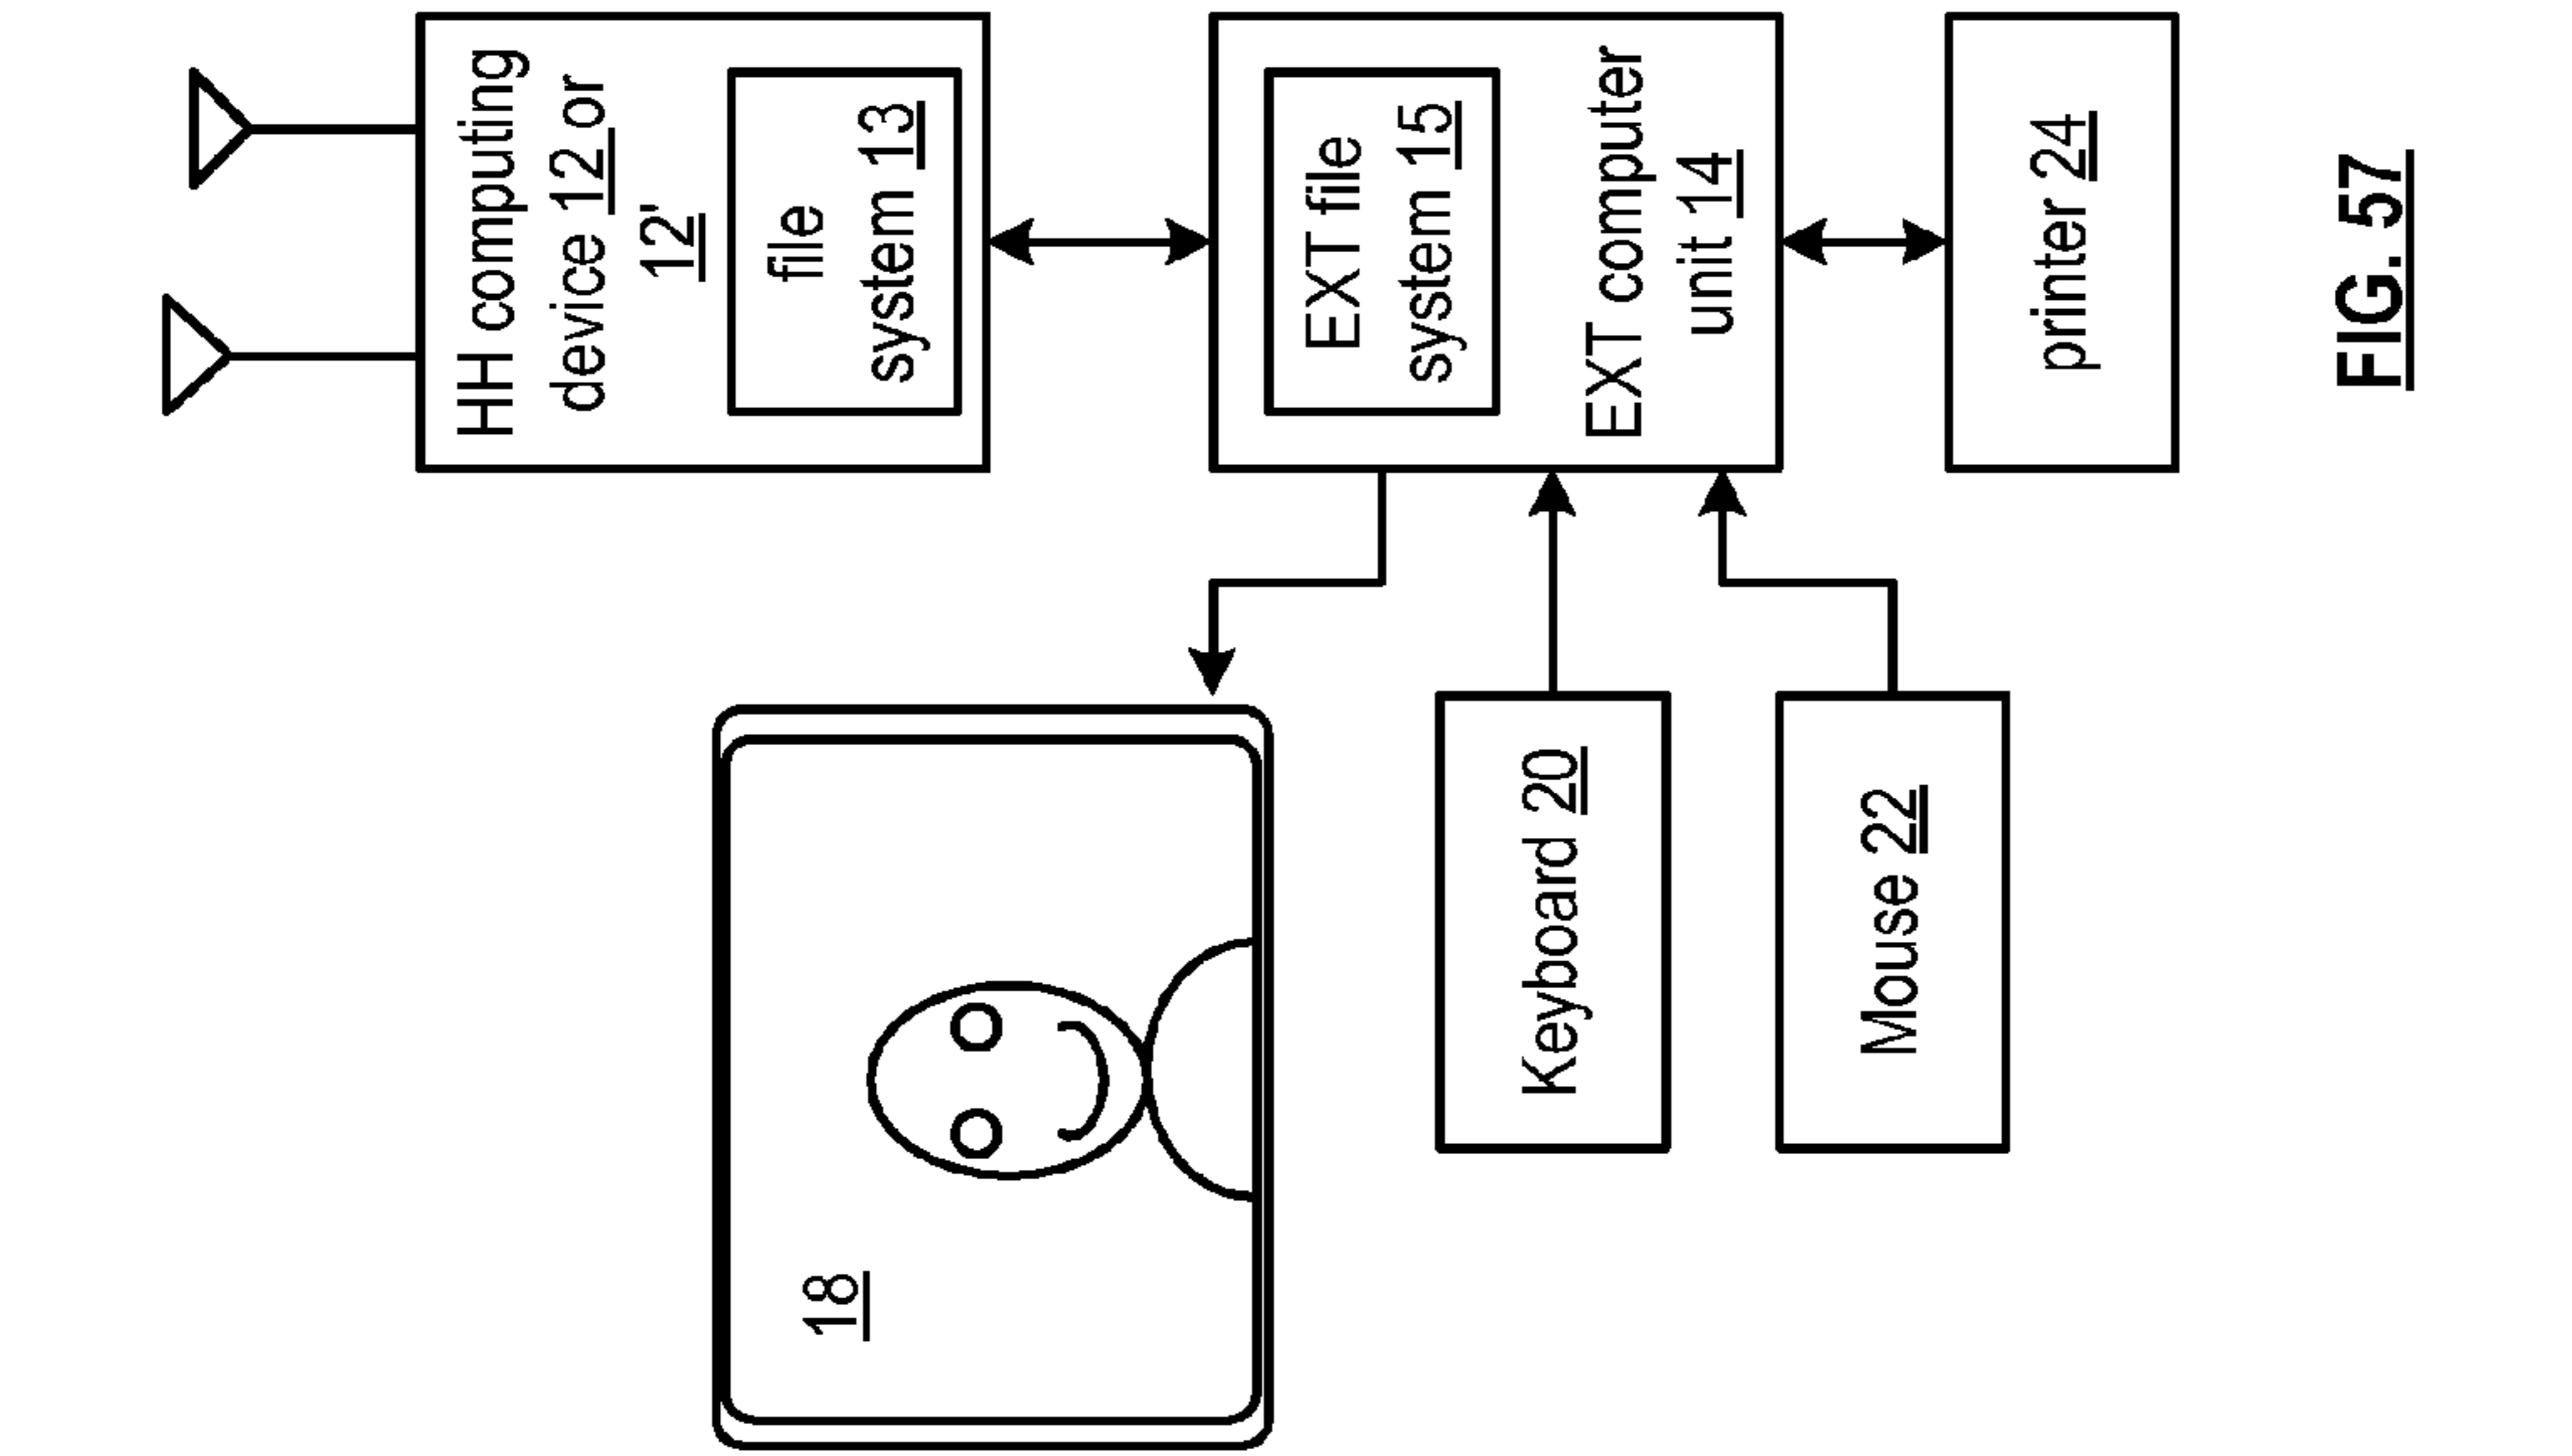 HH computing
device 12 or
12'
file
system 13
EXT file
system 15
EXT computer
unit 14
printer 24
18
Keyboard 20
Mouse 22
FIG. 57